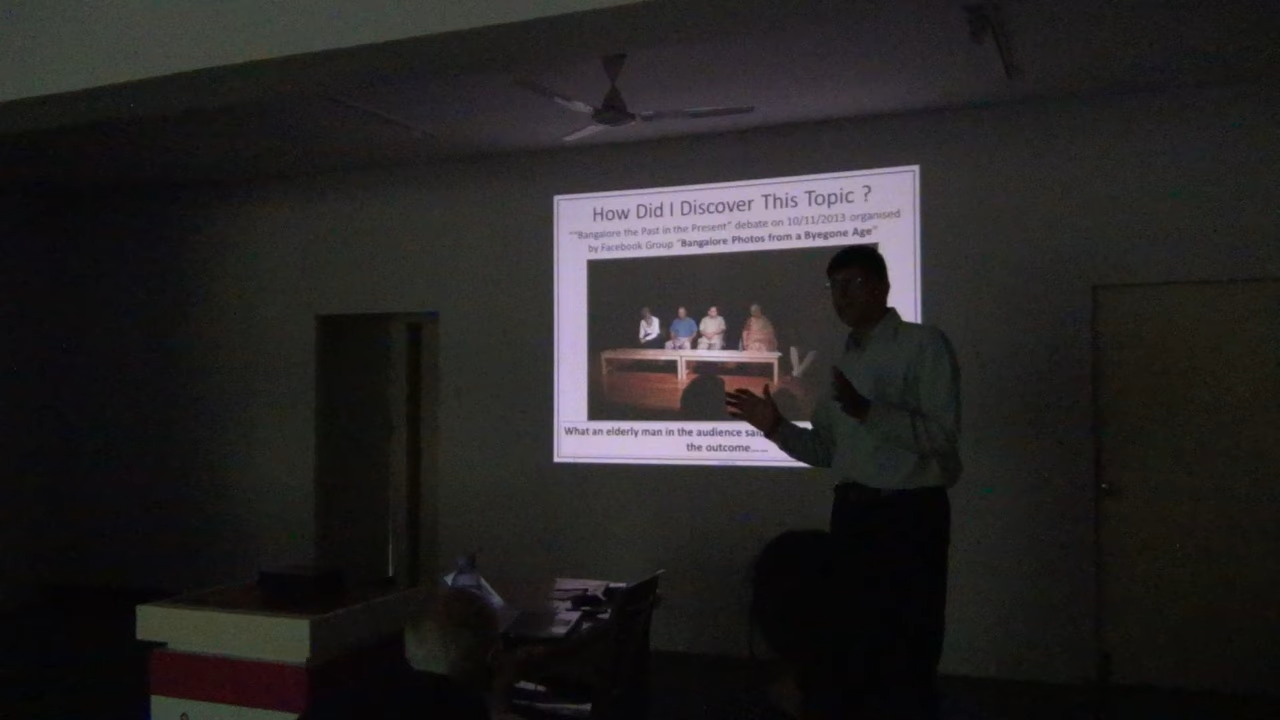 How Did I Discover This Topic ?
""Bangalore the Past in the Present" debate on 10/11/2013 organised
by Facebook Group "Bangalore Photos from a Byegone Age"
What an elderly man in the audience said
the outcome.....